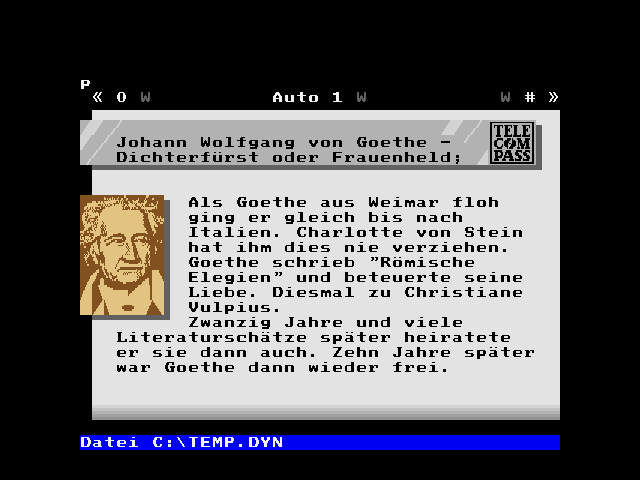 P
« O W Auto 1 W W # »
Johann Wolfgang von Goethe -
Dichterfürst oder Frauenheld;
TELE
COM
PASS
Als Goethe aus Weimar floh
ging er gleich bis nach
Italien. Charlotte von Stein
hat ihm dies nie verziehen.
Goethe schrieb "Römische
Elegien" und beteuerte seine
Liebe. Diesmal zu Christiane
Vulpius.
Zwanzig Jahre und viele
Literaturschätze später heiratete
er sie dann auch. Zehn Jahre später
war Goethe dann wieder frei.
Datei C:\TEMP.DYN